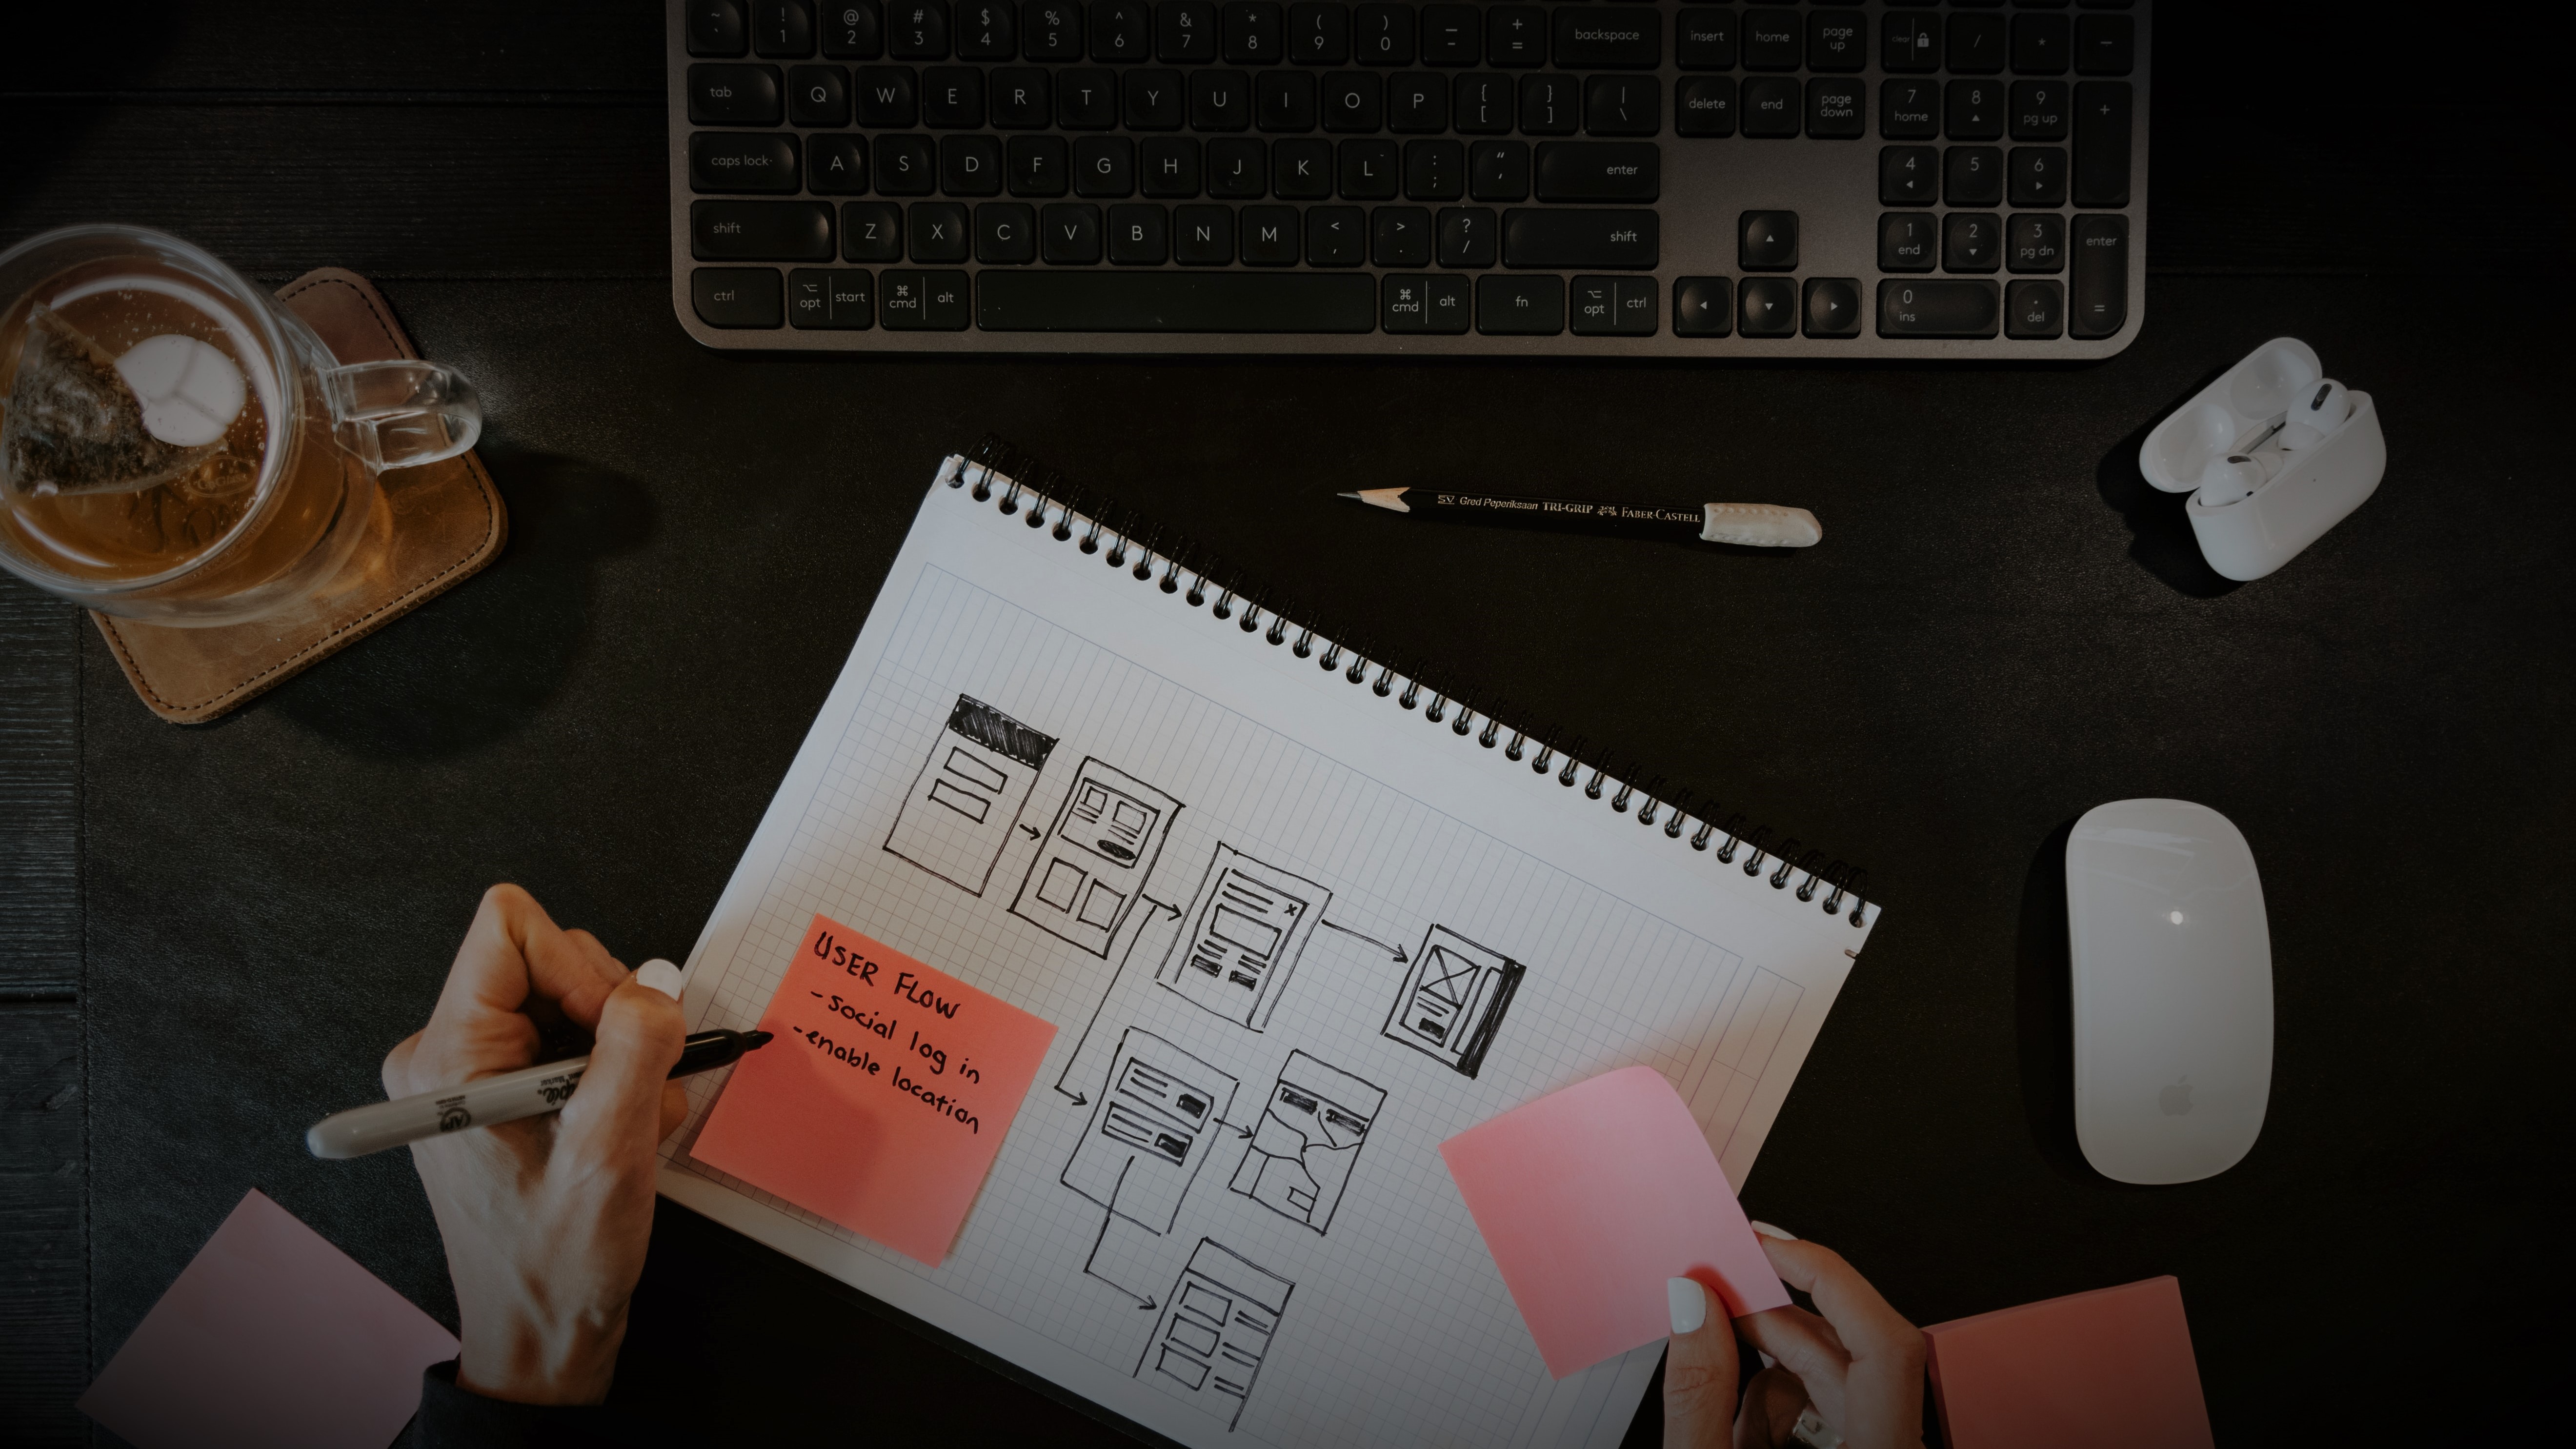 ~ ! @ # $ % ^ & * ( ) _ +
` 1 2 3 4 5 6 7 8 9 0 - = backspace insert home page up clear / * -
tab Q W E R T Y U I O P { [ } ] | \ delete end page down 7 home 8 9 pg up +
caps lock A S D F G H J K L : ; " ' enter 4 5 6
shift Z X C V B N M < , > . ? / shift 1 end 2 3 pg dn enter
ctrl opt start cmd alt cmd alt fn opt ctrl 0 ins . del =
Gred Peperiksaan TRI-GRIP FABER-CASTELL
USER FLOW
- social log in
- enable location